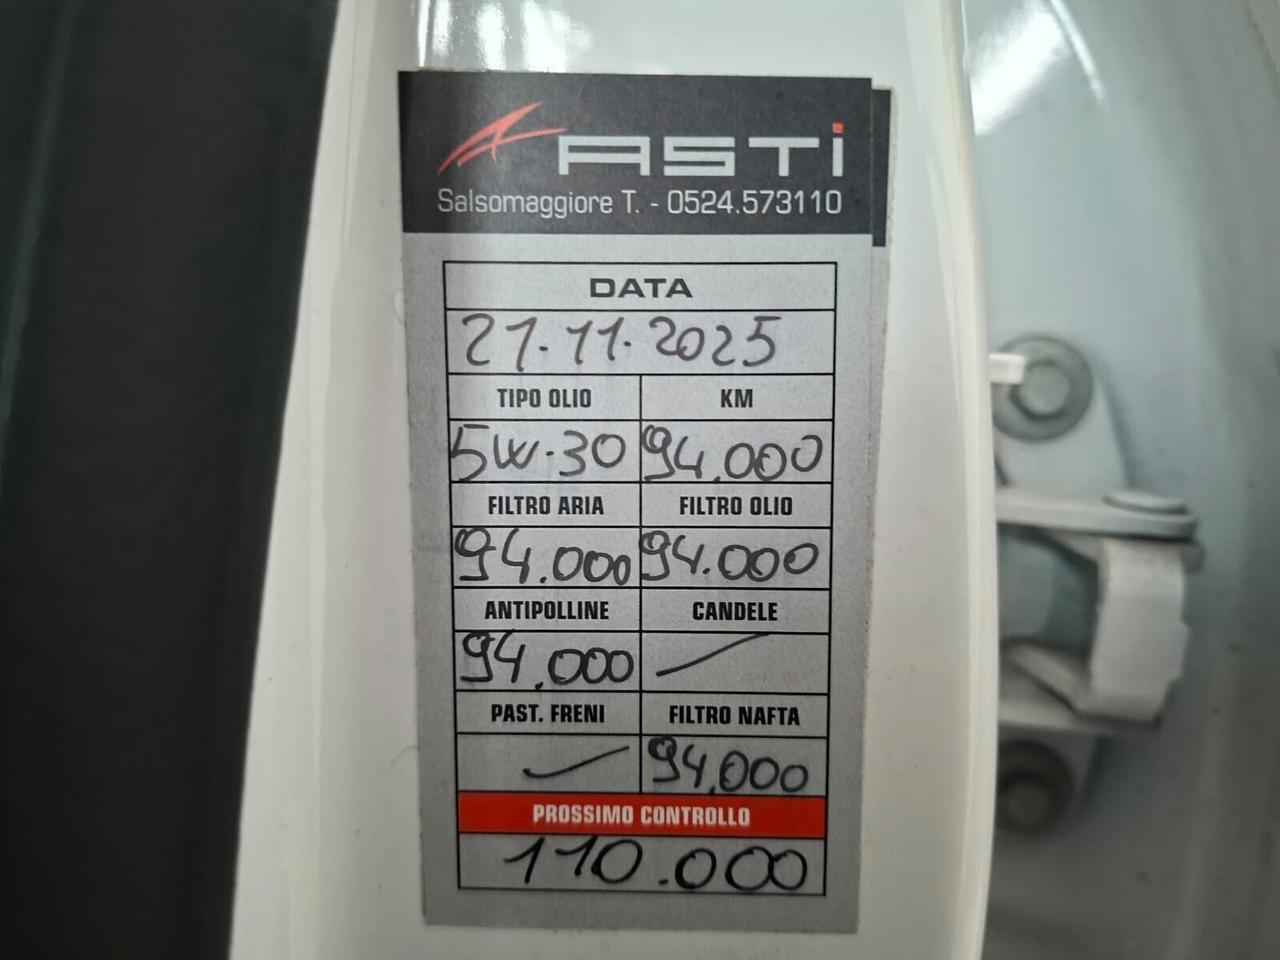 ASTi
Salsomaggiore T. - 0524.573110
DATA
21.11.2025
TIPO OLIO KM
5W-30 94.000
FILTRO ARIA FILTRO OLIO
94.000 94.000
ANTIPOLLINE CANDELE
94.000
PAST. FRENI FILTRO NAFTA
94.000
PROSSIMO CONTROLLO
110.000